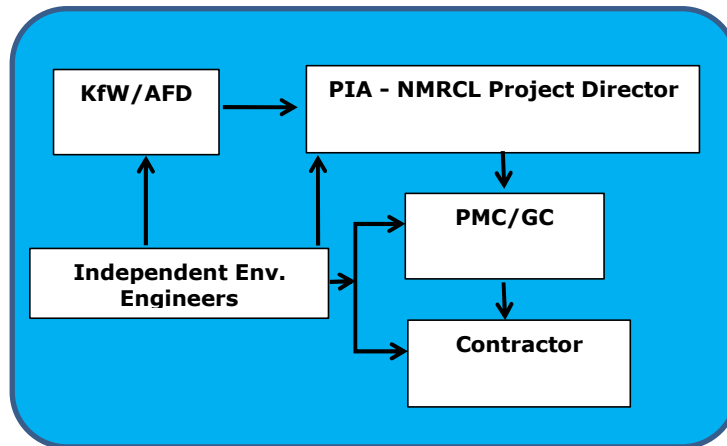 KfW/AFD
PIA - NMRCL Project Director
PMC/GC
Independent Env.
Engineers
Contractor